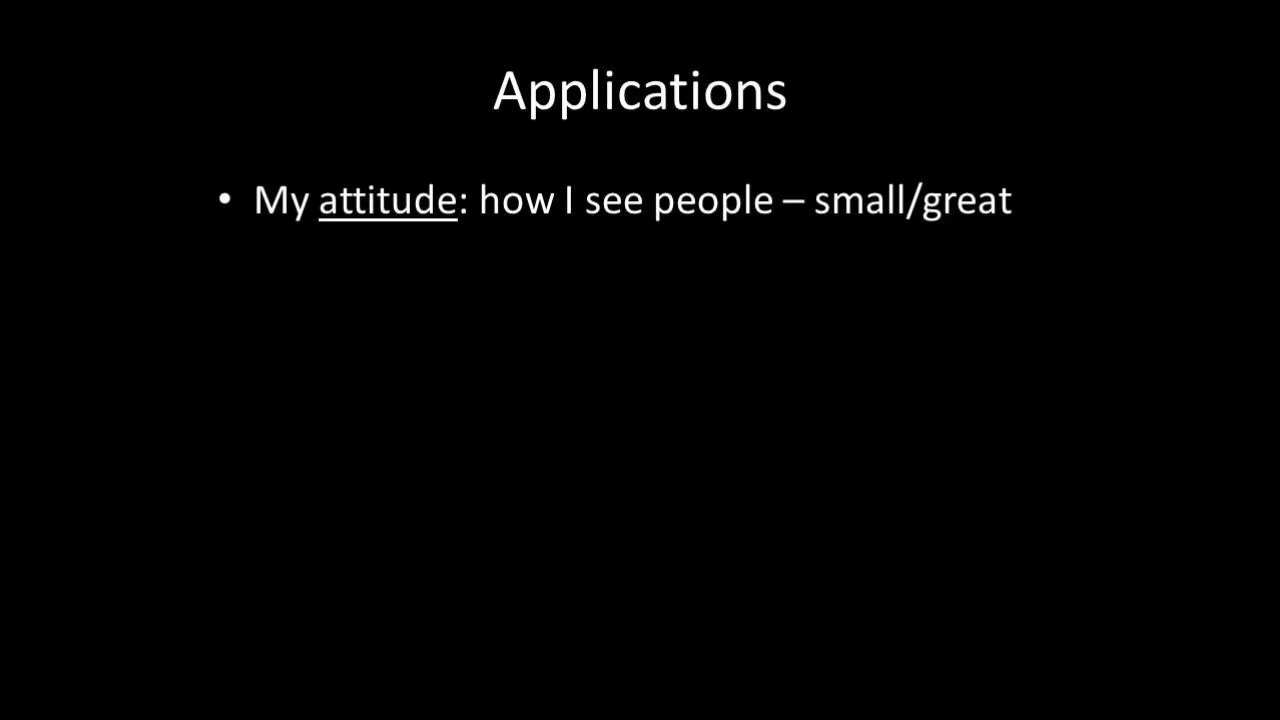 Applications
• My attitude: how I see people – small/great